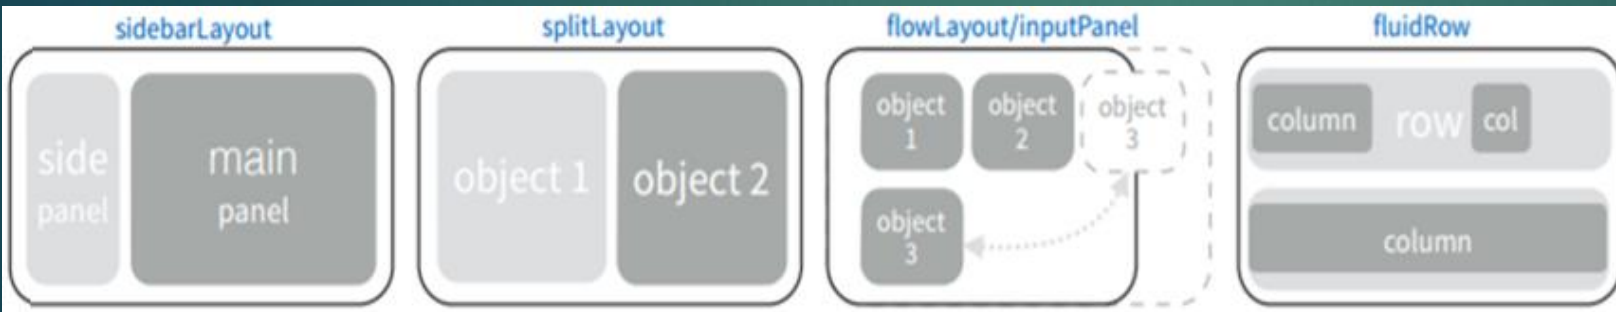 sidebarLayout
side
panel
main
panel
splitLayout
object 1
object 2
flowLayout/inputPanel
object
1
object
2
object
3
object
3
fluidRow
column
row
col
column